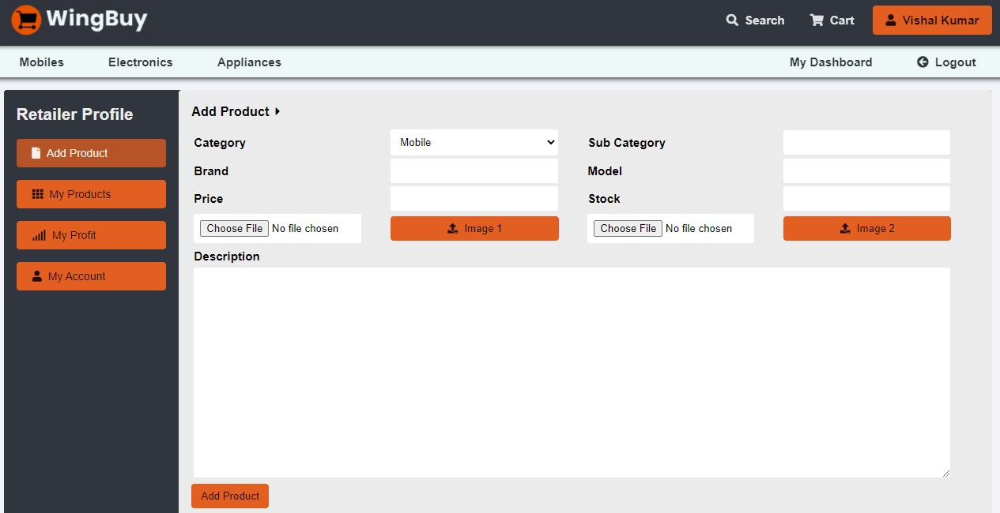 WingBuy Search Cart Vishal Kumar
Mobiles Electronics Appliances My Dashboard Logout
Retailer Profile
Add Product
My Products
My Profit
My Account
Add Product
Category Mobile Sub Category
Brand Model
Price Stock
Choose File No file chosen Image 1 Choose File No file chosen Image 2
Description
Add Product